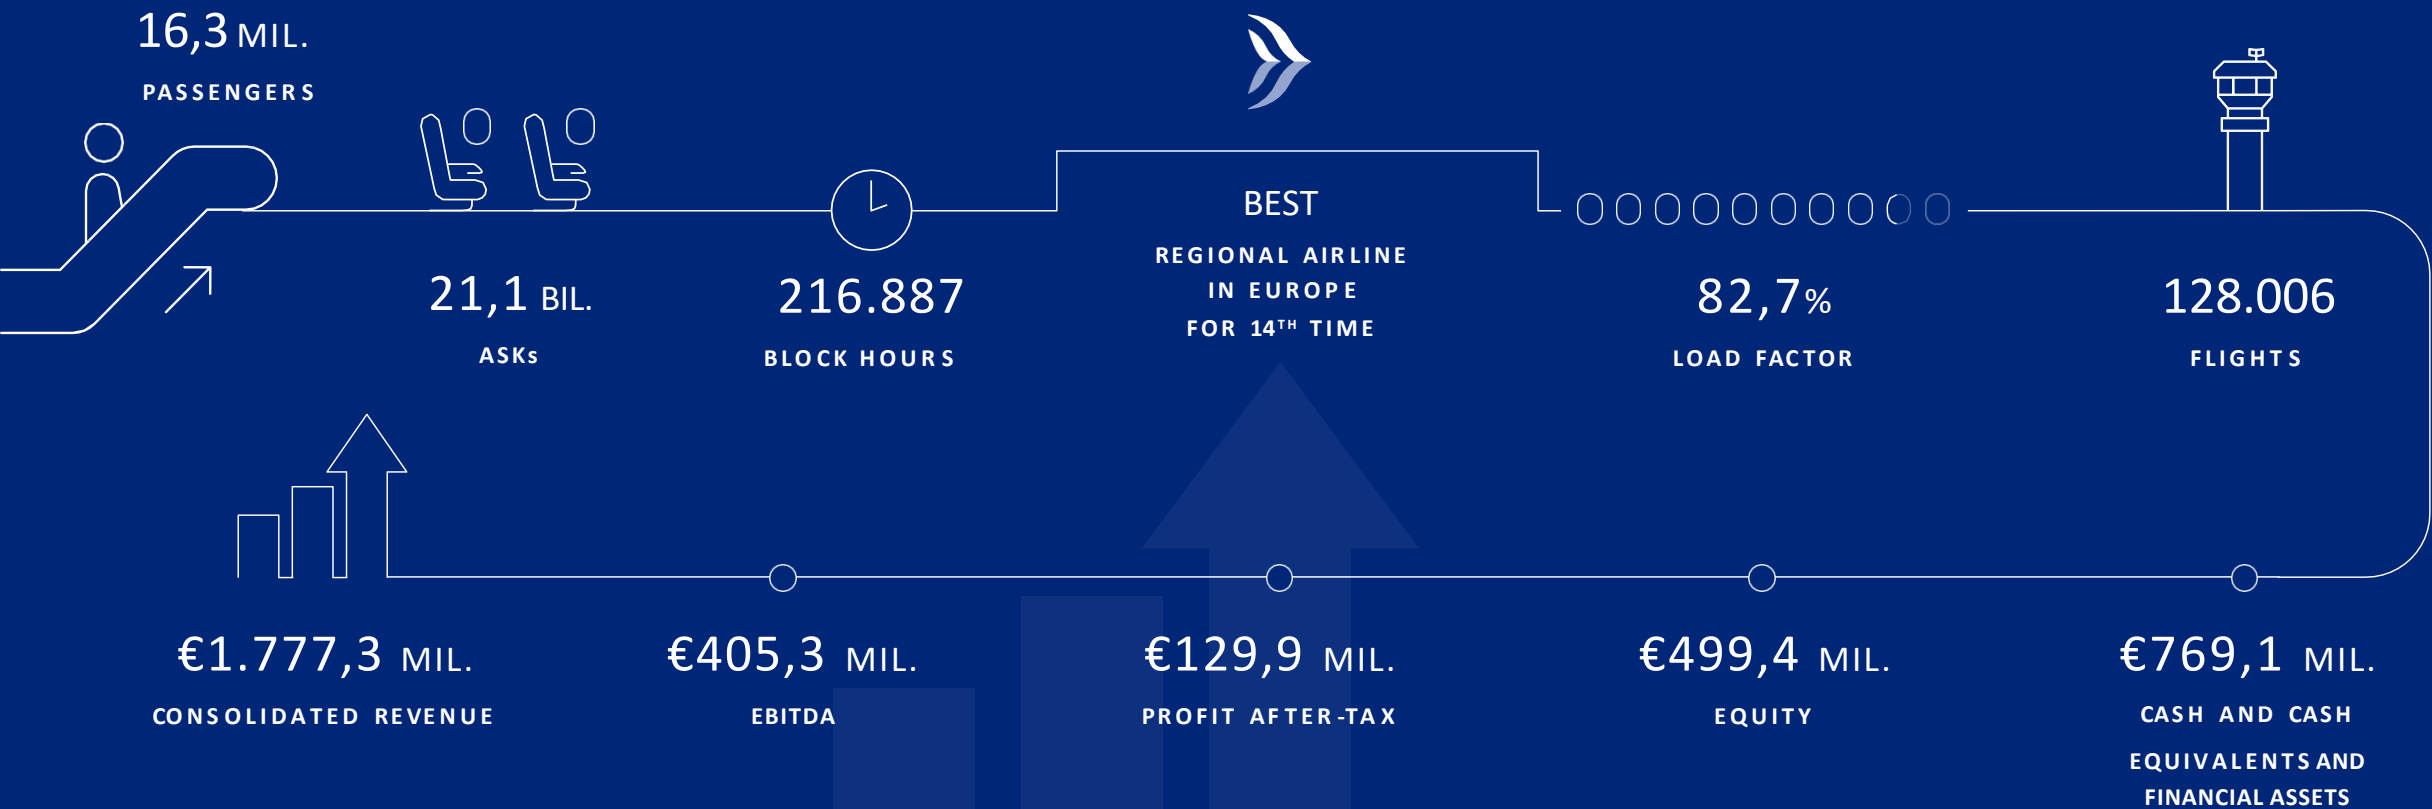 16,3 MIL.
PASSENGERS
21,1 BIL.
ASKs
216.887
BLOCK HOURS
BEST
REGIONAL AIRLINE
IN EUROPE
FOR 14TH TIME
82,7%
LOAD FACTOR
128.006
FLIGHTS
€1.777,3 MIL.
CONSOLIDATED REVENUE
€405,3 MIL.
EBITDA
€129,9 MIL.
PROFIT AFTER-TAX
€499,4 MIL.
EQUITY
€769,1 MIL.
CASH AND CASH
EQUIVALENTS AND
FINANCIAL ASSETS